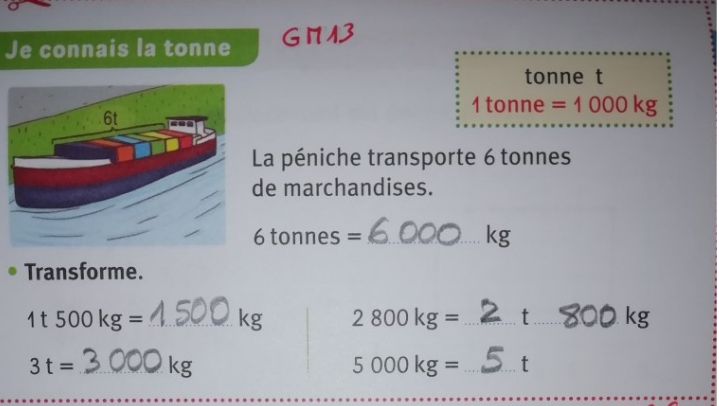 Je connais la tonne
GM13
tonne t
1 tonne = 1 000 kg
6t
La péniche transporte 6 tonnes
de marchandises.
6 tonnes = 6 000 kg
• Transforme.
1 t 500 kg = 1 500 kg
2 800 kg = 2 t 800 kg
3 t = 3 000 kg
5 000 kg = 5 t